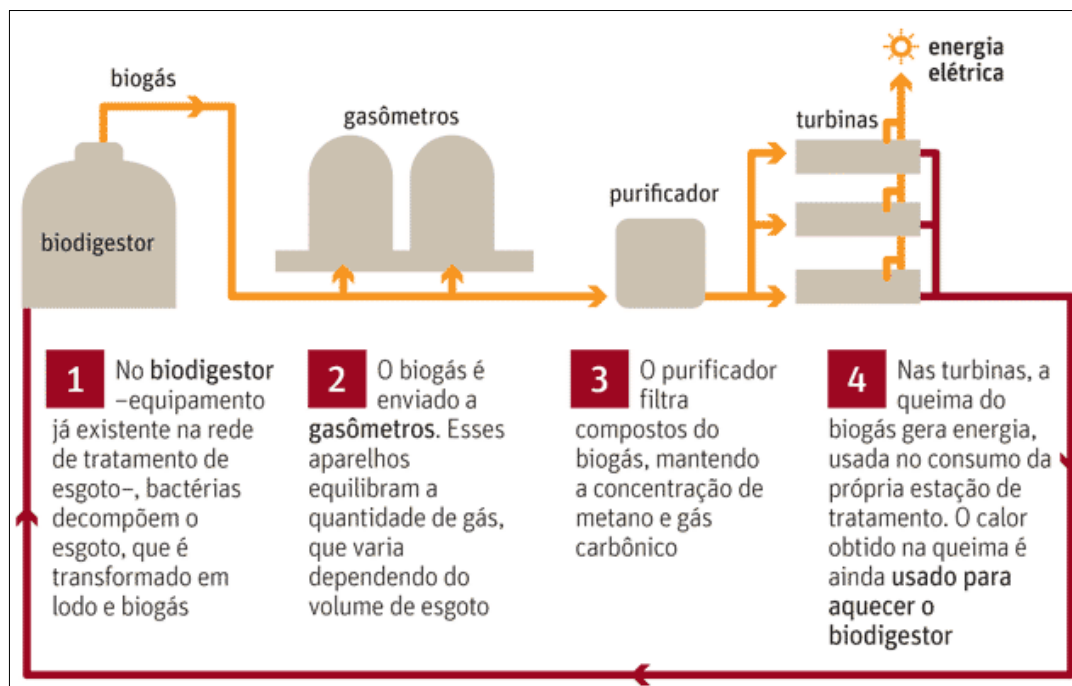 energia
elétrica
biogás
gasômetros
turbinas
purificador
biodigestor
1 No biodigestor
–equipamento
já existente na rede
de tratamento de
esgoto–, bactérias
decompõem o
esgoto, que é
transformado em
lodo e biogás
2 O biogás é
enviado a
gasômetros. Esses
aparelhos
equilibram a
quantidade de gás,
que varia
dependendo do
volume de esgoto
3 O purificador
filtra
compostos do
biogás, mantendo
a concentração de
metano e gás
carbônico
4 Nas turbinas, a
queima do
biogás gera energia,
usada no consumo da
própria estação de
tratamento. O calor
obtido na queima é
ainda usado para
aquecer o
biodigestor